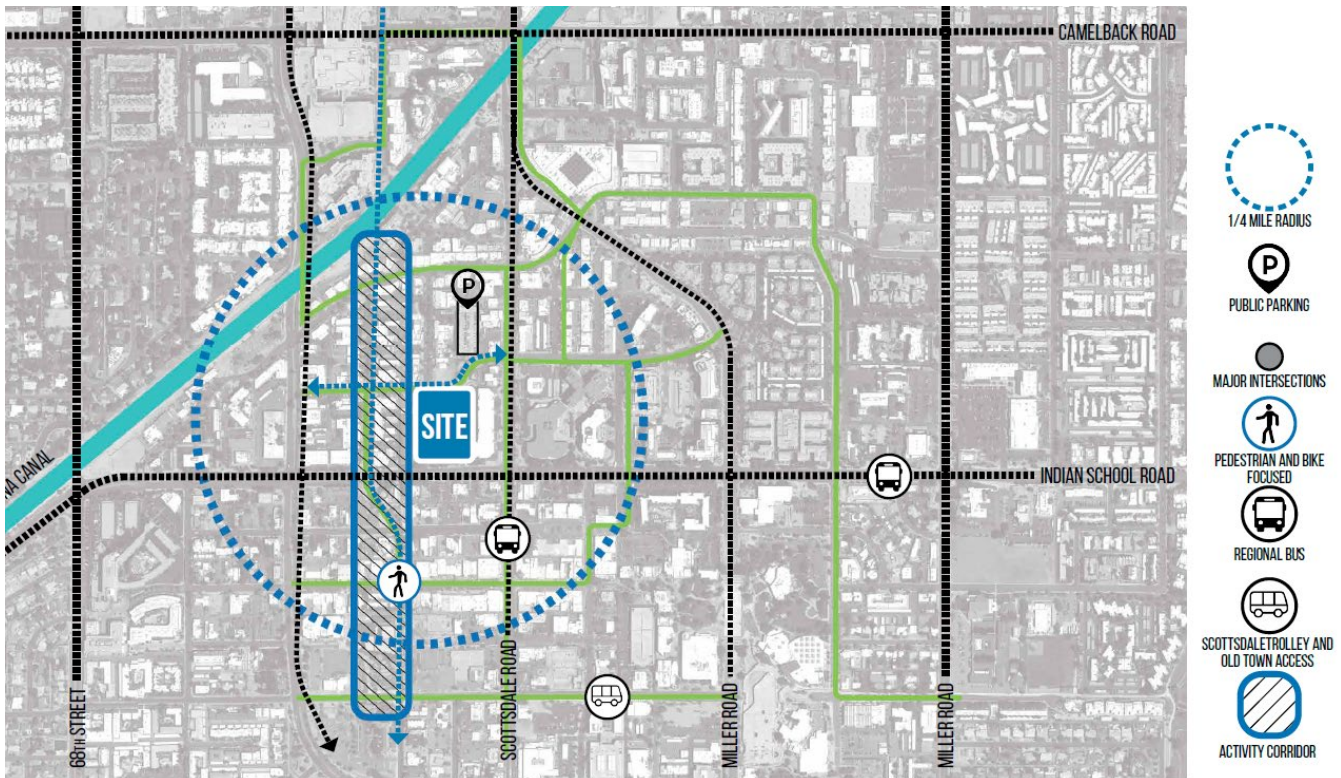 CAMELBACK ROAD
P
SITE
NA CANAL
INDIAN SCHOOL ROAD
68TH STREET
SCOTTSDALE ROAD
MILLER ROAD
MILLER ROAD
1/4 MILE RADIUS
P
PUBLIC PARKING
MAJOR INTERSECTIONS
PEDESTRIAN AND BIKE
FOCUSED
REGIONAL BUS
SCOTTSDALETROLLEY AND
OLD TOWN ACCESS
ACTIVITY CORRIDOR